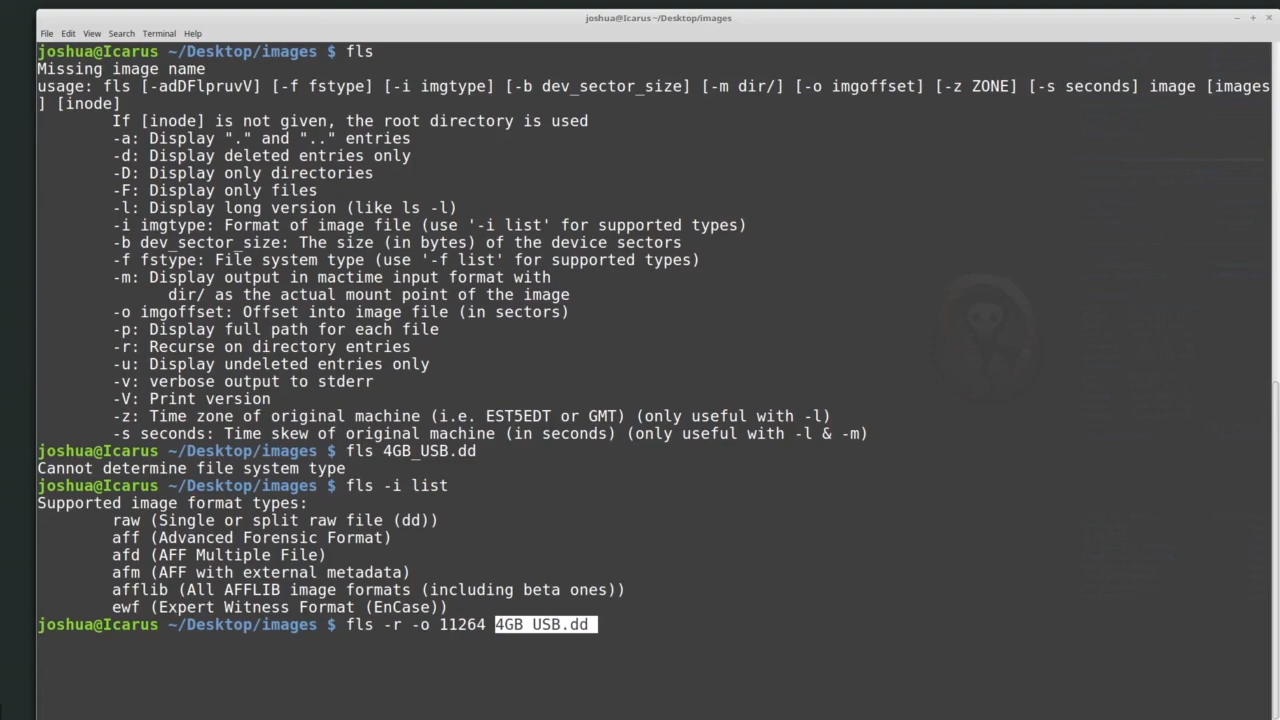 joshua@Icarus ~/Desktop/images
File Edit View Search Terminal Help
joshua@Icarus ~/Desktop/images $ fls
Missing image name
usage: fls [-adDFlpruvV] [-f fstype] [-i imgtype] [-b dev_sector_size] [-m dir/] [-o imgoffset] [-z ZONE] [-s seconds] image [images
] [inode]
If [inode] is not given, the root directory is used
-a: Display "." and ".." entries
-d: Display deleted entries only
-D: Display only directories
-F: Display only files
-l: Display long version (like ls -l)
-i imgtype: Format of image file (use '-i list' for supported types)
-b dev_sector_size: The size (in bytes) of the device sectors
-f fstype: File system type (use '-f list' for supported types)
-m: Display output in mactime input format with
dir/ as the actual mount point of the image
-o imgoffset: Offset into image file (in sectors)
-p: Display full path for each file
-r: Recurse on directory entries
-u: Display undeleted entries only
-v: verbose output to stderr
-V: Print version
-z: Time zone of original machine (i.e. EST5EDT or GMT) (only useful with -l)
-s seconds: Time skew of original machine (in seconds) (only useful with -l & -m)
joshua@Icarus ~/Desktop/images $ fls 4GB_USB.dd
Cannot determine file system type
joshua@Icarus ~/Desktop/images $ fls -i list
Supported image format types:
raw (Single or split raw file (dd))
aff (Advanced Forensic Format)
afd (AFF Multiple File)
afm (AFF with external metadata)
afflib (All AFFLIB image formats (including beta ones))
ewf (Expert Witness Format (EnCase))
joshua@Icarus ~/Desktop/images $ fls -r -o 11264 4GB_USB.dd